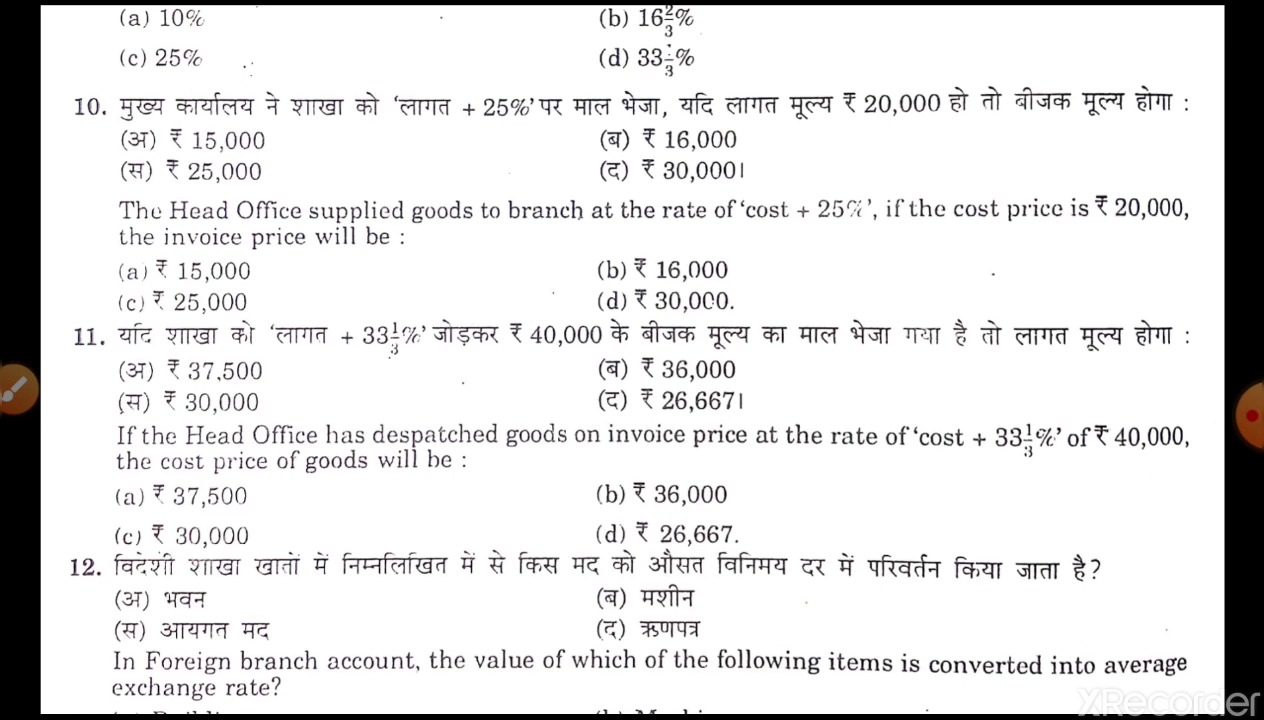 (a) 10% (b) 16⅔%
(c) 25% (d) 33⅓%
10. मुख्य कार्यालय ने शाखा को ‘लागत + 25%’ पर माल भेजा, यदि लागत मूल्य ₹ 20,000 हो तो बीजक मूल्य होगा :
(अ) ₹ 15,000 (ब) ₹ 16,000
(स) ₹ 25,000 (द) ₹ 30,000।
The Head Office supplied goods to branch at the rate of ‘cost + 25%’, if the cost price is ₹ 20,000,
the invoice price will be :
(a) ₹ 15,000 (b) ₹ 16,000
(c) ₹ 25,000 (d) ₹ 30,000.
11. यदि शाखा को ‘लागत + 33⅓%’ जोड़कर ₹ 40,000 के बीजक मूल्य का माल भेजा गया है तो लागत मूल्य होगा :
(अ) ₹ 37,500 (ब) ₹ 36,000
(स) ₹ 30,000 (द) ₹ 26,667।
If the Head Office has despatched goods on invoice price at the rate of ‘cost + 33⅓%’ of ₹ 40,000,
the cost price of goods will be :
(a) ₹ 37,500 (b) ₹ 36,000
(c) ₹ 30,000 (d) ₹ 26,667.
12. विदेशी शाखा खातों में निम्नलिखित में से किस मद को औसत विनिमय दर में परिवर्तन किया जाता है?
(अ) भवन (ब) मशीन
(स) आयगत मद (द) ऋणपत्र
In Foreign branch account, the value of which of the following items is converted into average
exchange rate?
XRecorder